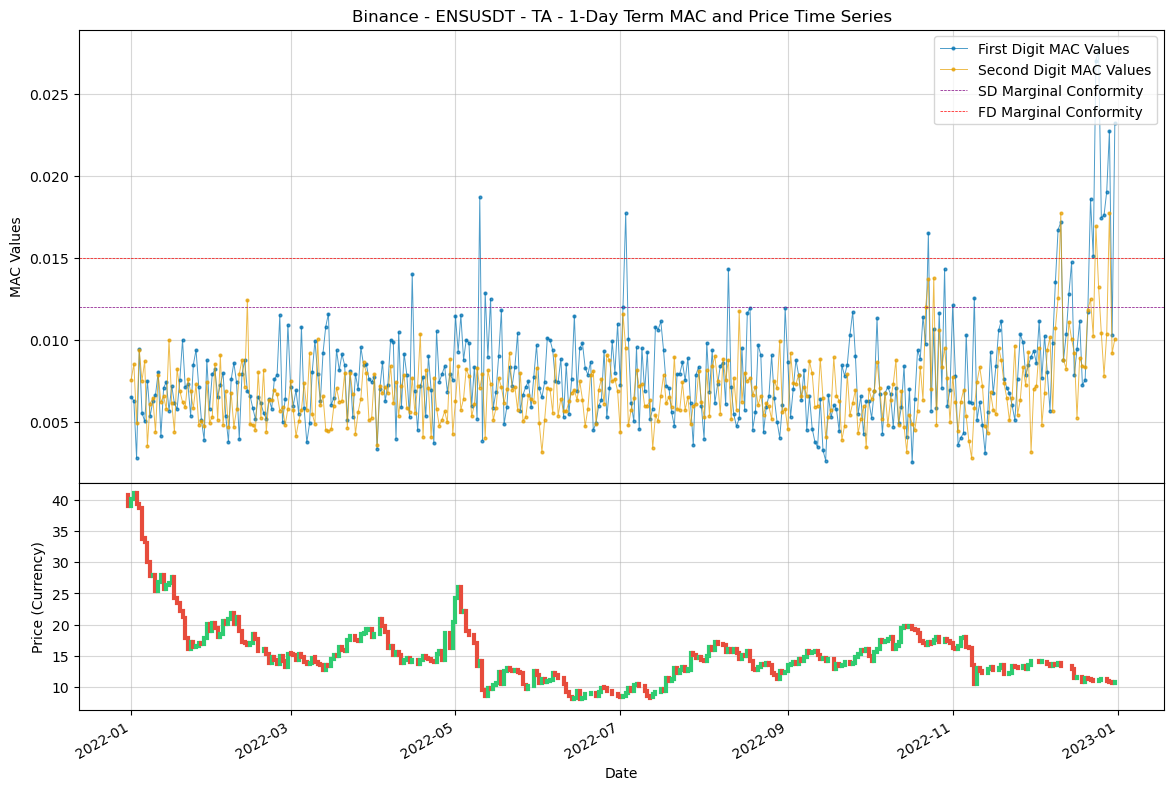 Binance - ENSUSDT - TA - 1-Day Term MAC and Price Time Series
First Digit MAC Values
Second Digit MAC Values
SD Marginal Conformity
FD Marginal Conformity
MAC Values
0.025
0.020
0.015
0.010
0.005
Price (Currency)
40
35
30
25
20
15
10
2022-01
2022-03
2022-05
2022-07
2022-09
2022-11
2023-01
Date